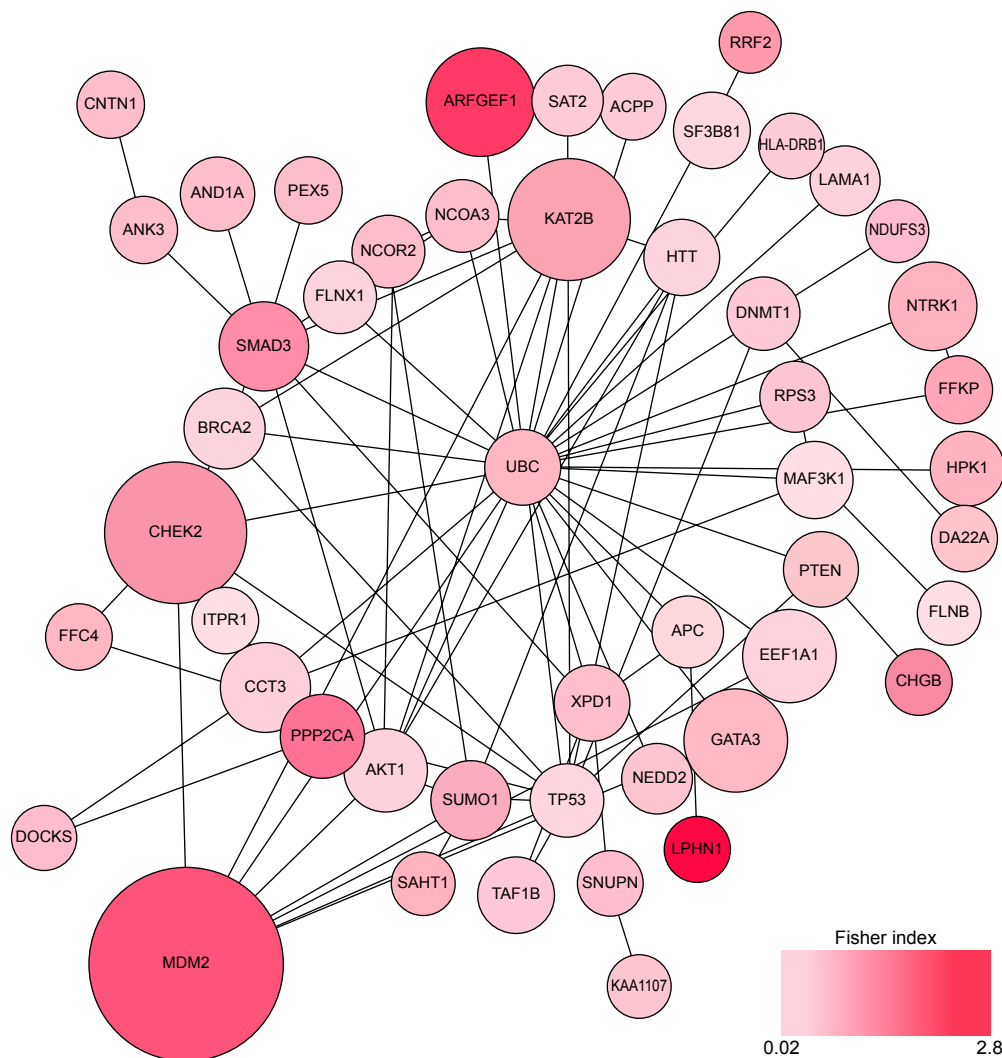 RRF2
ARFGEF1
SAT2
ACPP
CNTN1
SF3B81
HLA-DRB1
LAMA1
AND1A
PEX5
NCOA3
KAT2B
ANK3
NDUFS3
NCOR2
HTT
FLNX1
NTRK1
DNMT1
SMAD3
FFKP
RPS3
BRCA2
UBC
HPK1
MAF3K1
CHEK2
DA22A
PTEN
FLNB
ITPR1
APC
FFC4
EEF1A1
CCT3
CHGB
XPD1
PPP2CA
GATA3
AKT1
NEDD2
SUMO1
TP53
DOCKS
LPHN1
SAHT1
SNUPN
TAF1B
Fisher index
MDM2
KAA1107
0.02
2.8